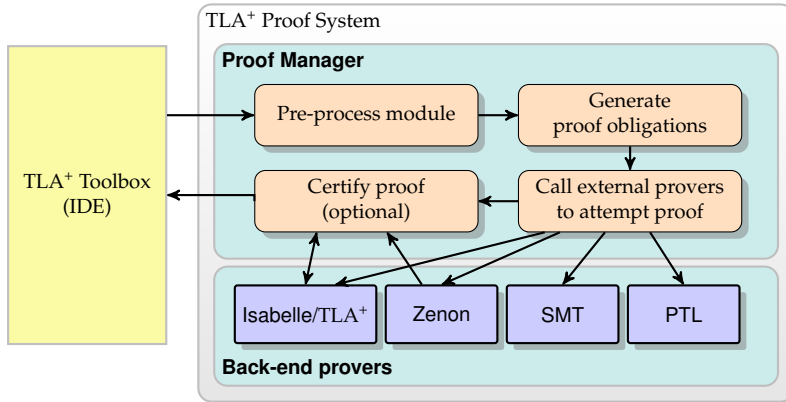 TLA⁺ Proof System
Proof Manager
Pre-process module
Generate
proof obligations
TLA⁺ Toolbox
(IDE)
Certify proof
(optional)
Call external provers
to attempt proof
Isabelle/TLA⁺
Zenon
SMT
PTL
Back-end provers